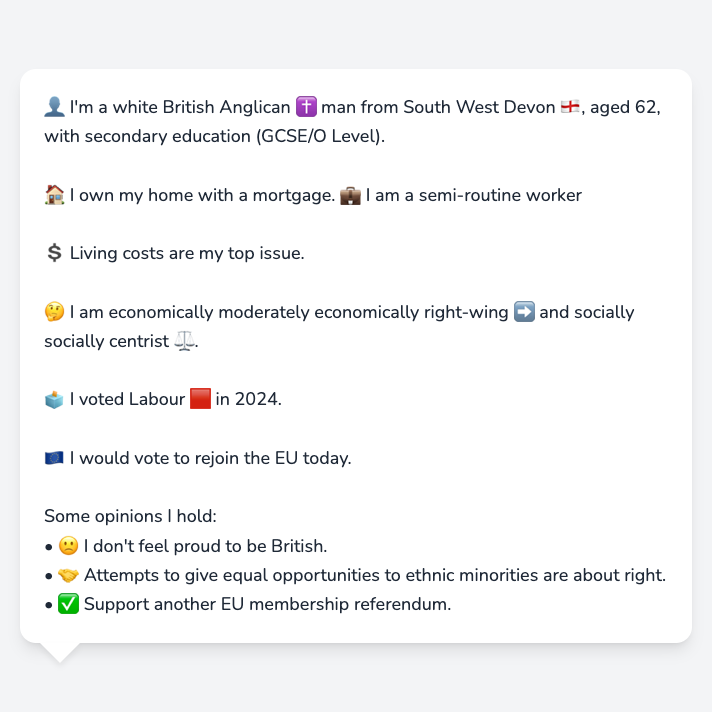 👤 I'm a white British Anglican ✝️ man from South West Devon 🏴󠁧󠁢󠁥󠁮󠁧󠁿, aged 62,
with secondary education (GCSE/O Level).
🏠 I own my home with a mortgage. 💼 I am a semi-routine worker
💲 Living costs are my top issue.
🤔 I am economically moderately economically right-wing ➡️ and socially
socially centrist ⚖️.
🗳️ I voted Labour 🟥 in 2024.
🇪🇺 I would vote to rejoin the EU today.
Some opinions I hold:
• 🙁 I don't feel proud to be British.
• 🤝 Attempts to give equal opportunities to ethnic minorities are about right.
• ✅ Support another EU membership referendum.